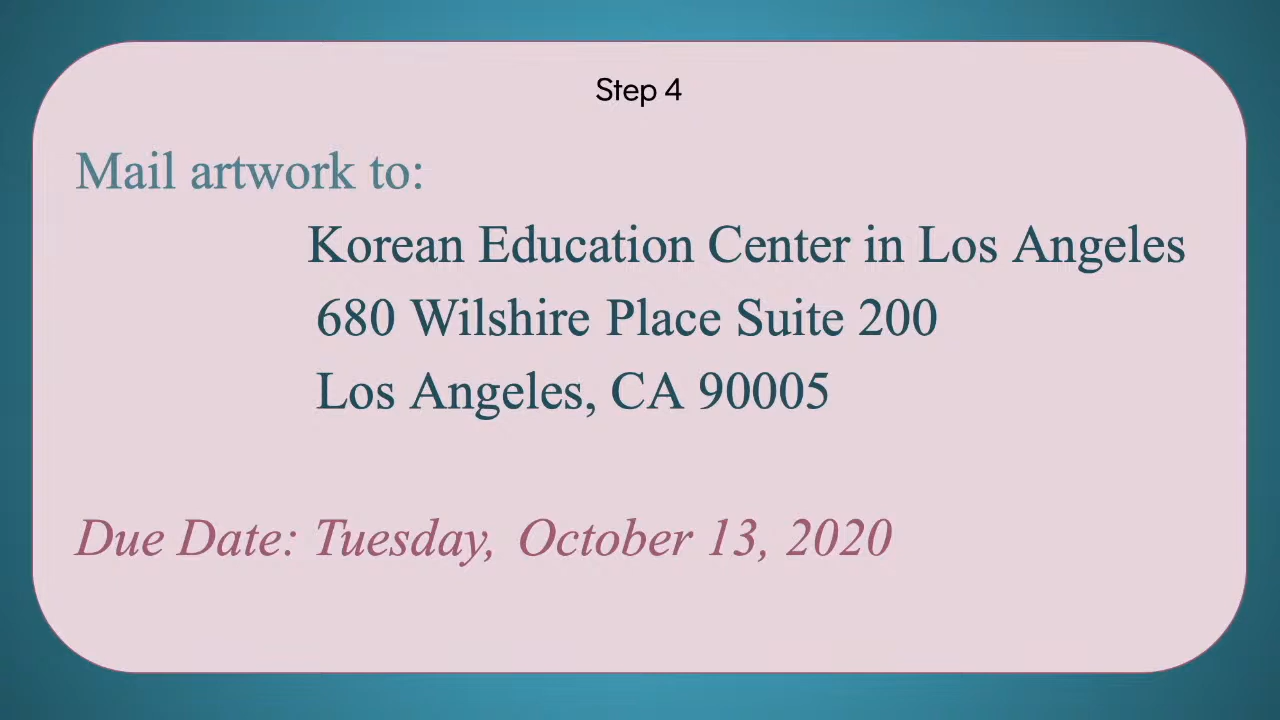 Step 4
Mail artwork to:
Korean Education Center in Los Angeles
680 Wilshire Place Suite 200
Los Angeles, CA 90005
Due Date: Tuesday, October 13, 2020